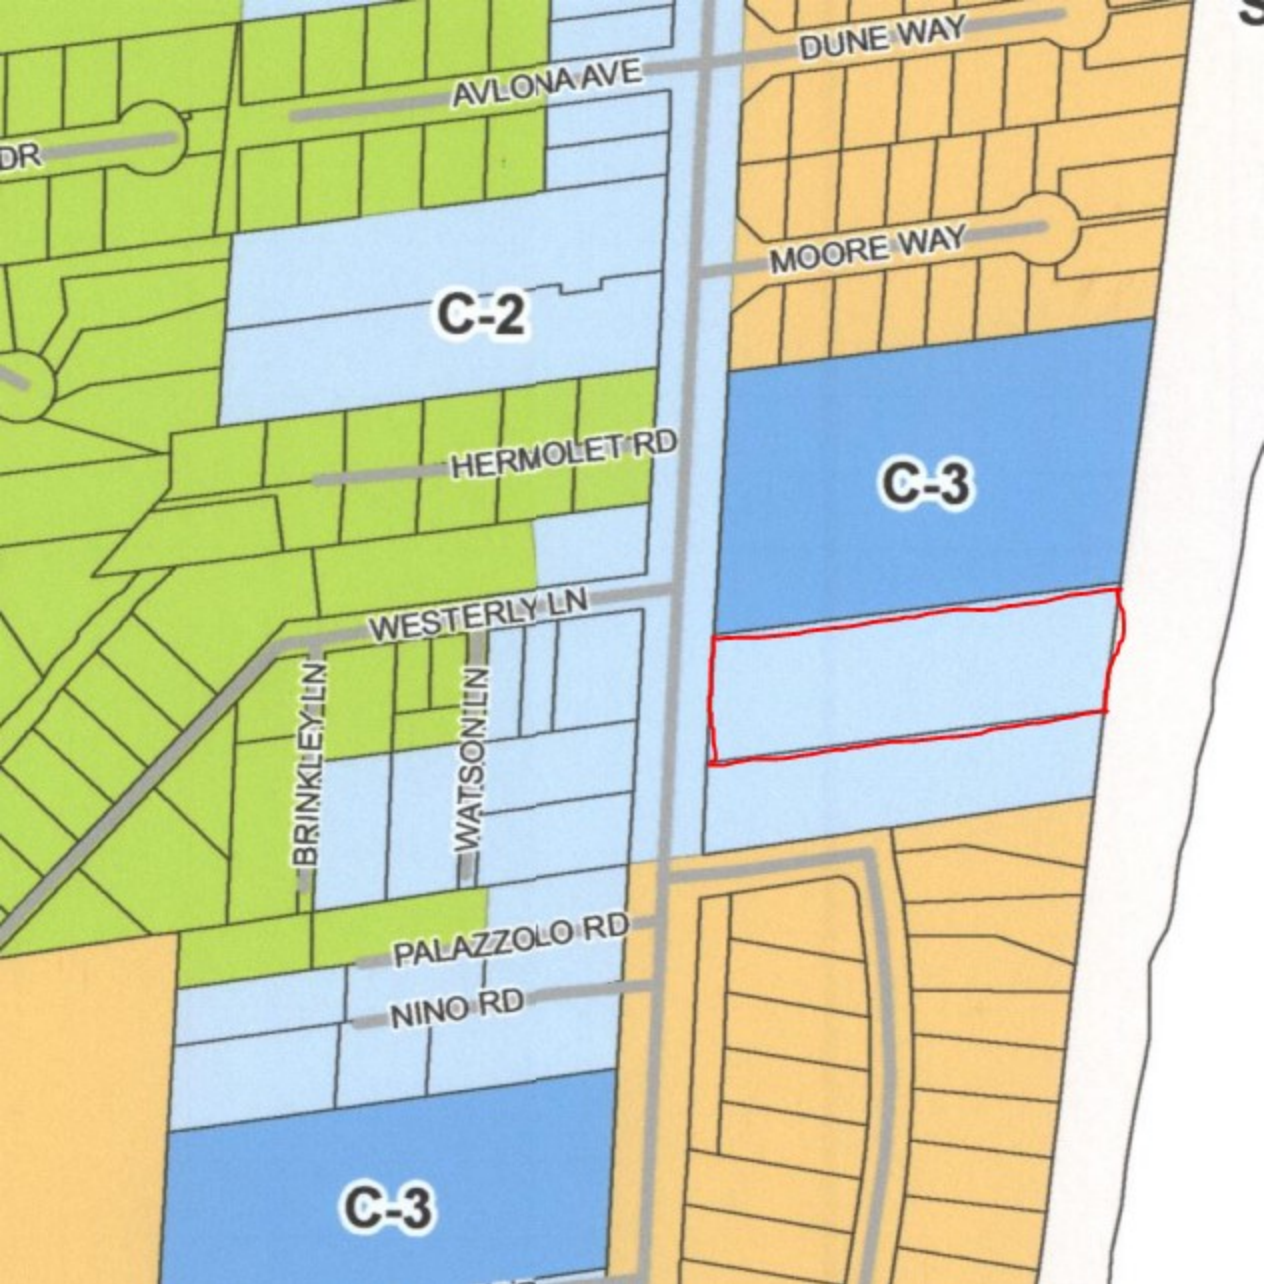 S
DUNE WAY
AVLONA AVE
DR
MOORE WAY
C-2
HERMOLET RD
C-3
WESTERLY LN
BRINKLEY LN
WATSON LN
PALAZZOLO RD
NINO RD
C-3